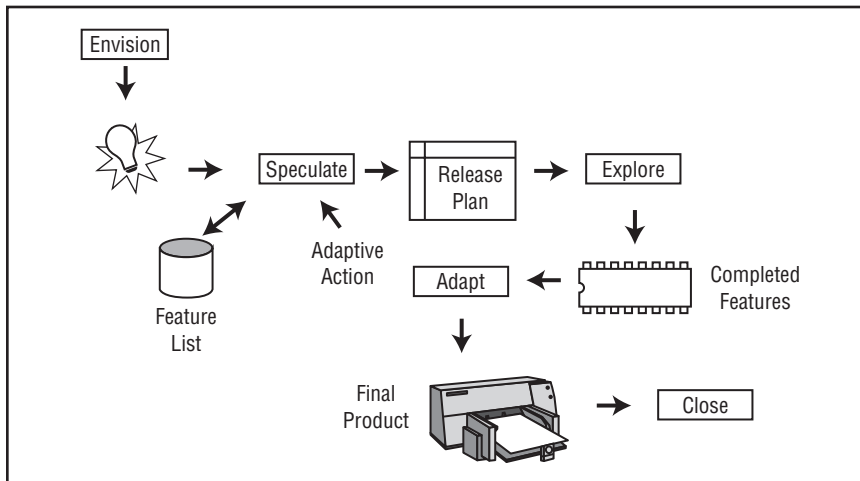 Envision
Speculate
Release
Plan
Explore
Feature
List
Adaptive
Action
Adapt
Completed
Features
Final
Product
Close